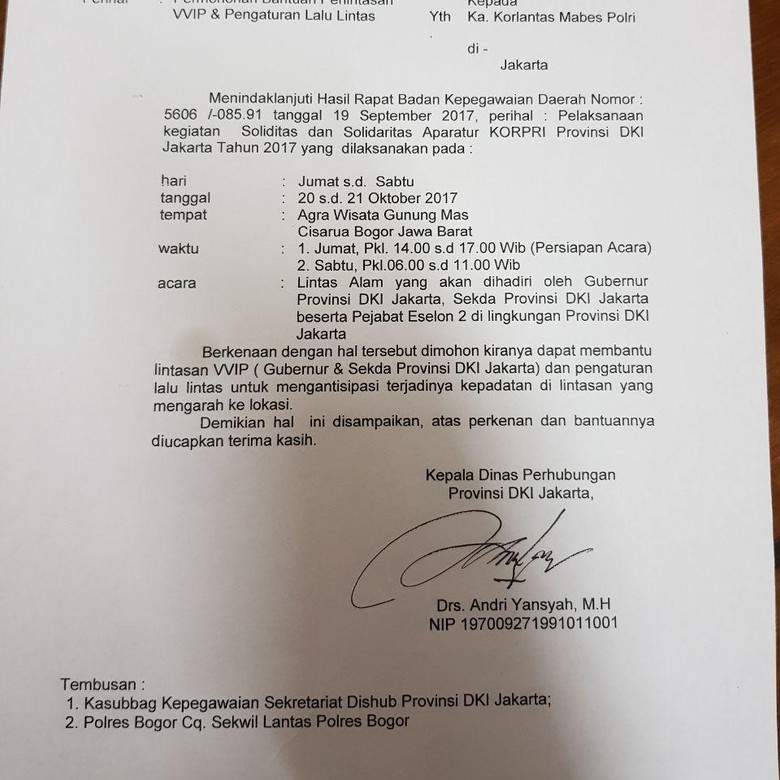 Perihal : Permohonan Bantuan Perlintasan
VVIP & Pengaturan Lalu Lintas
Kepada
Yth Ka. Korlantas Mabes Polri
.
di -
Jakarta
Menindaklanjuti Hasil Rapat Badan Kepegawaian Daerah Nomor :
5606 /-085.91 tanggal 19 September 2017, perihal : Pelaksanaan
kegiatan Soliditas dan Solidaritas Aparatur KORPRI Provinsi DKI
Jakarta Tahun 2017 yang dilaksanakan pada :
hari : Jumat s.d. Sabtu
tanggal : 20 s.d. 21 Oktober 2017
tempat : Agra Wisata Gunung Mas
Cisarua Bogor Jawa Barat
waktu : 1. Jumat, Pkl. 14.00 s.d 17.00 Wib (Persiapan Acara)
2. Sabtu, Pkl.06.00 s.d 11.00 Wib
acara : Lintas Alam yang akan dihadiri oleh Gubernur
Provinsi DKI Jakarta, Sekda Provinsi DKI Jakarta
beserta Pejabat Eselon 2 di lingkungan Provinsi DKI
Jakarta
Berkenaan dengan hal tersebut dimohon kiranya dapat membantu
lintasan VVIP ( Gubernur & Sekda Provinsi DKI Jakarta) dan pengaturan
lalu lintas untuk mengantisipasi terjadinya kepadatan di lintasan yang
mengarah ke lokasi.
Demikian hal ini disampaikan, atas perkenan dan bantuannya
diucapkan terima kasih.
Kepala Dinas Perhubungan
Provinsi DKI Jakarta,
Drs. Andri Yansyah, M.H
NIP 197009271991011001
Tembusan :
1. Kasubbag Kepegawaian Sekretariat Dishub Provinsi DKI Jakarta;
2. Polres Bogor Cq. Sekwil Lantas Polres Bogor